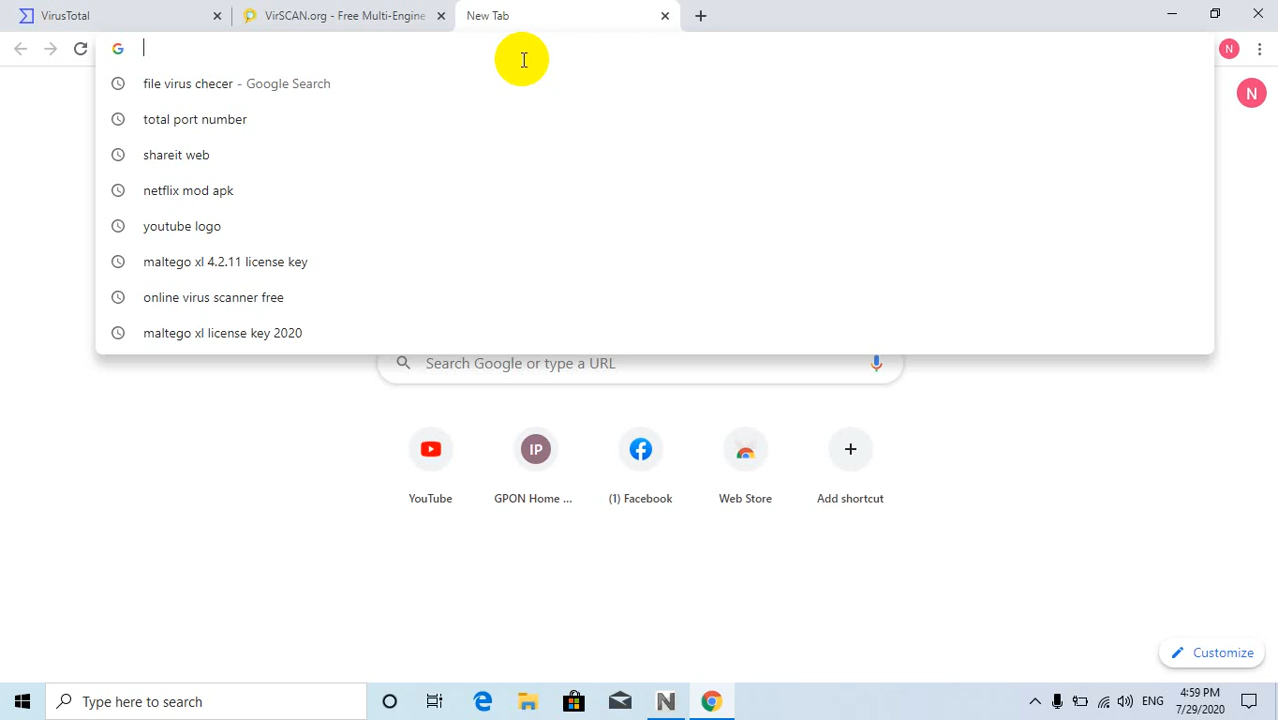 VirusTotal
VirSCAN.org - Free Multi-Engine
New Tab
N
file virus checer - Google Search
total port number
shareit web
netflix mod apk
youtube logo
maltego xl 4.2.11 license key
online virus scanner free
maltego xl license key 2020
N
Search Google or type a URL
IP
YouTube
GPON Home ...
(1) Facebook
Web Store
Add shortcut
Customize
Type here to search
N
ENG
4:59 PM
7/29/2020